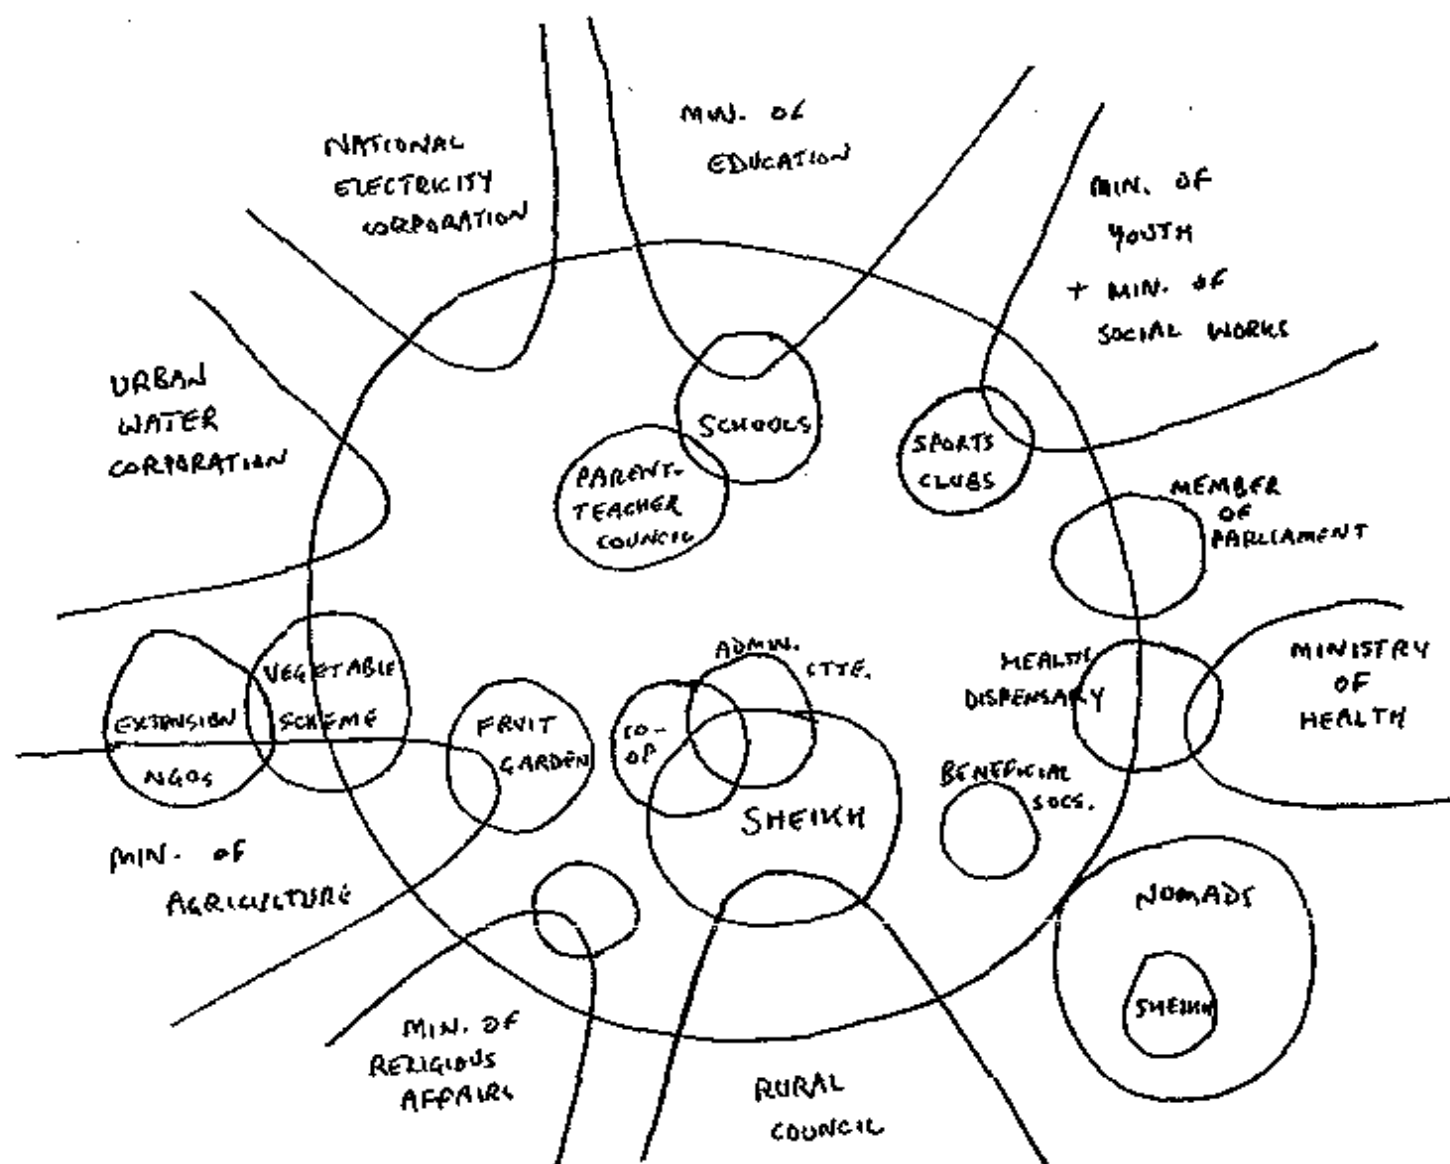 NATIONAL
ELECTRICITY
CORPORATION
MIN. OF
EDUCATION
MIN. OF
YOUTH
+ MIN. OF
SOCIAL WORKS
URBAN
WATER
CORPORATION
SCHOOLS
PARENT-
TEACHER
COUNCIL
SPORTS
CLUBS
MEMBER
OF
PARLIAMENT
VEGETABLE
SCHEME
EXTENSION
NGOs
FRUIT
GARDEN
CO-
OP
ADMIN.
CTTE.
SHEIKH
HEALTH
DISPENSARY
MINISTRY
OF
HEALTH
BENEFICIAL
SOCS.
MIN. OF
AGRICULTURE
NOMADS
SHEIKH
MIN. OF
RELIGIOUS
AFFAIRS
RURAL
COUNCIL